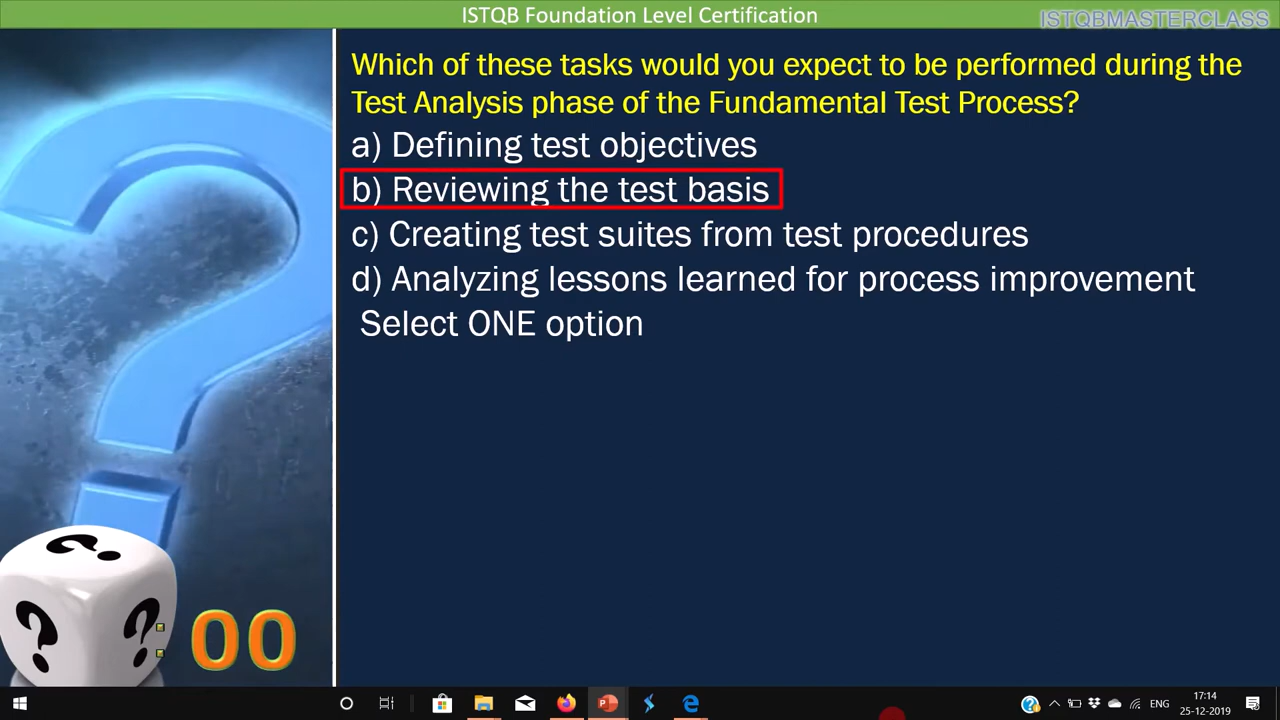 ISTQB Foundation Level Certification
ISTQBMASTERCLASS
Which of these tasks would you expect to be performed during the
Test Analysis phase of the Fundamental Test Process?
a) Defining test objectives
b) Reviewing the test basis
c) Creating test suites from test procedures
d) Analyzing lessons learned for process improvement
Select ONE option
00
ENG
17:14
25-12-2019